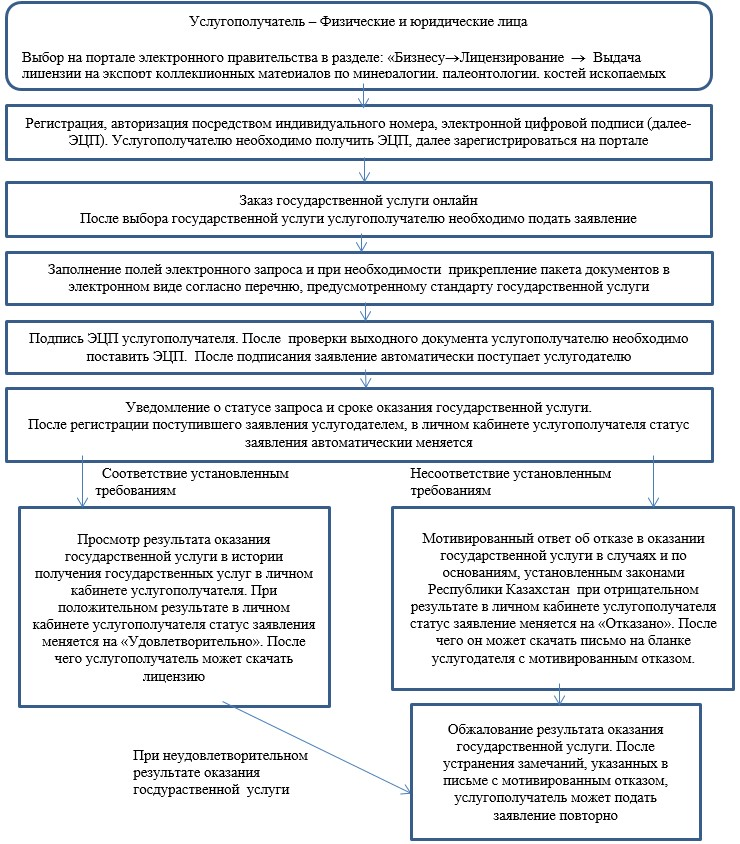 Услугополучатель – Физические и юридические лица
Выбор на портале электронного правительства в разделе: «Бизнесу→Лицензирование → Выдача
лицензии на экспорт коллекционных материалов по минералогии, палеонтологии, костей ископаемых
Регистрация, авторизация посредством индивидуального номера, электронной цифровой подписи (далее-
ЭЦП). Услугополучателю необходимо получить ЭЦП, далее зарегистрироваться на портале
Заказ государственной услуги онлайн
После выбора государственной услуги услугополучателю необходимо подать заявление
Заполнение полей электронного запроса и при необходимости прикрепление пакета документов в
электронном виде согласно перечню, предусмотренному стандарту государственной услуги
Подпись ЭЦП услугополучателя. После проверки выходного документа услугополучателю необходимо
поставить ЭЦП. После подписания заявление автоматически поступает услугодателю
Уведомление о статусе запроса и сроке оказания государственной услуги.
После регистрации поступившего заявления услугодателем, в личном кабинете услугополучателя статус
заявления автоматическии меняется
Соответствие установленным
требованиям
Несоответствие установленным
требованиям
Просмотр результата оказания
государственной услуги в истории
получения государственных услуг в личном
кабинете услугополучателя. При
положительном результате в личном
кабинете услугополучателя статус заявления
меняется на «Удовлетворительно». После
чего услугополучатель может скачать
лицензию
Мотивированный ответ об отказе в оказании
государственной услуги в случаях и по
основаниям, установленным законами
Республики Казахстан при отрицательном
результате в личном кабинете услугополучателя
статус заявление меняется на «Отказано». После
чего он может скачать письмо на бланке
услугодателя с мотивированным отказом.
При неудовлетворительном
результате оказания
госдураственной услуги
Обжалование результата оказания
государственной услуги. После
устранения замечаний, указанных в
письме с мотивированным отказом,
услугополучатель может подать
заявление повторно